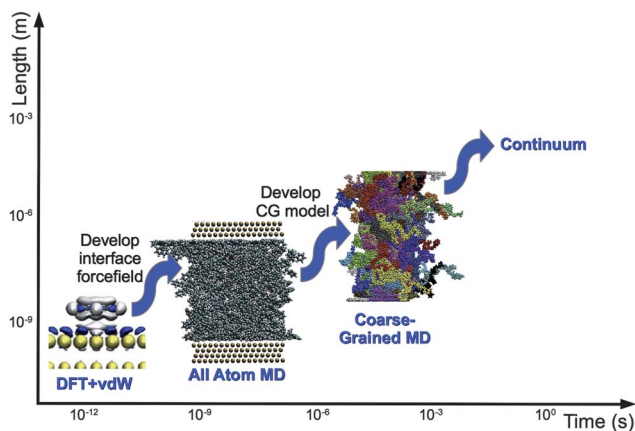 Length (m)
10-3
10-6
10-9
Continuum
Develop
CG model
Develop
interface
forcefield
Coarse-
Grained MD
All Atom MD
DFT+vdW
10-12
10-9
10-6
10-3
100
Time (s)